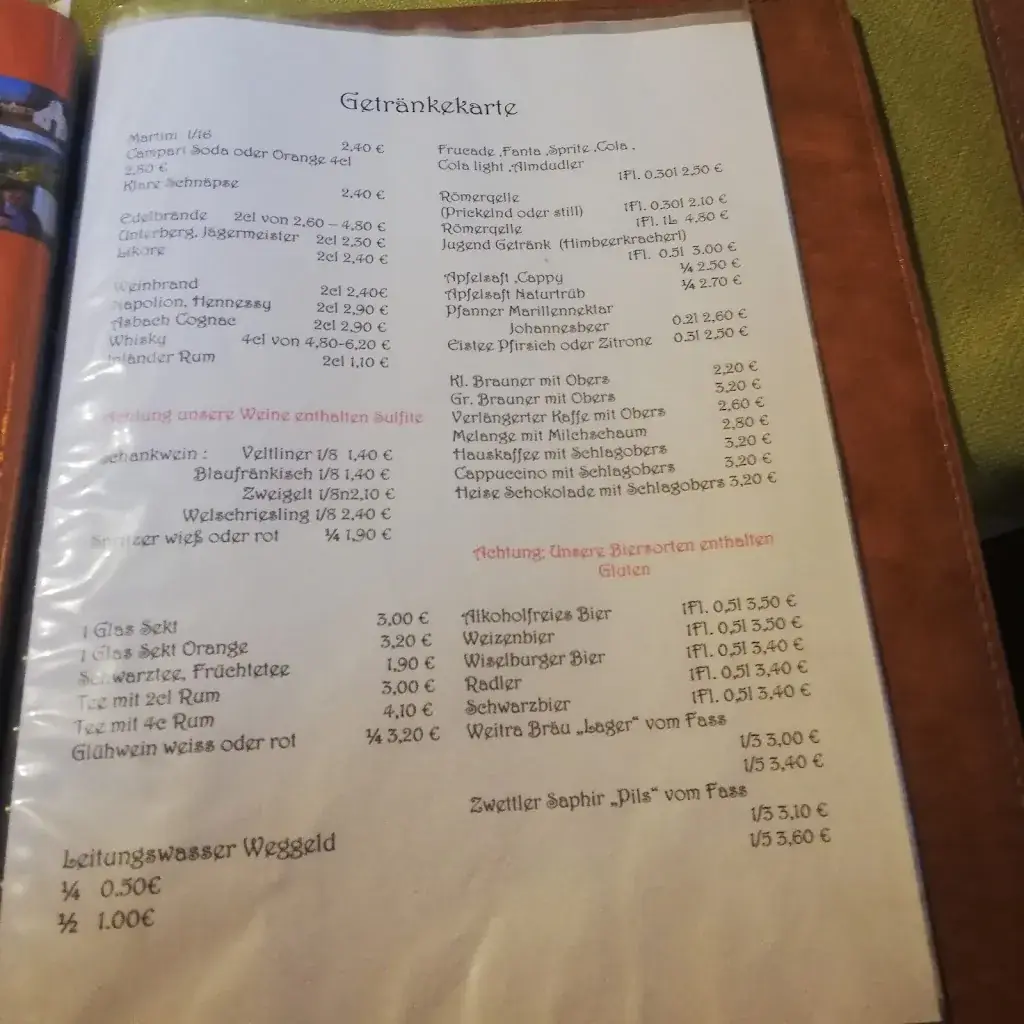 Getränkekarte
Martini 1/16
2,40 €
Campari Soda oder Orange 4cl
2,80 €
Klare Schnäpse
2,40 €
Edelbrände 2cl von 2,60 – 4,80 €
Unterberg, Jägermeister 2cl 2,30 €
Liköre 2cl 2,40 €
Weinbrand 2cl 2,40€
Napolion, Hennessy 2cl 2,90 €
Asbach Cognac 2cl 2,90 €
Whisky 4cl von 4,80-6,20 €
Inländer Rum 2cl 1,10 €
Achtung unsere Weine enthalten Sulfite
Schankwein : Veltliner 1/8 1,40 €
Blaufränkisch 1/8 1,40 €
Zweigelt 1/8n2,10 €
Welschriesling 1/8 2,40 €
Spritzer wieß oder rot ¼ 1,90 €
1 Glas Sekt 3,00 €
1 Glas Sekt Orange 3,20 €
Schwarztee, Früchtetee 1,90 €
Tee mit 2cl Rum 3,00 €
Tee mit 4c Rum 4,10 €
Glühwein weiss oder rot ¼ 3,20 €
Leitungswasser Weggeld
¼ 0.50€
½ 1.00€
Frucade ,Fanta ,Sprite ,Cola ,
Cola light ,Almdudler
1Fl. 0.30l 2,50 €
Römerqelle
(Prickelnd oder still) 1Fl. 0.30l 2.10 €
Römerqelle 1Fl. 1L 4,80 €
Jugend Getränk (Himbeerkracherl)
1Fl. 0.5l 3.00 €
Apfelsaft ,Cappy ¼ 2.50 €
Apfelsaft Naturtrüb ¼ 2.70 €
Pfanner Marillennektar
Johannesbeer 0.2l 2,60 €
Eistee Pfirsich oder Zitrone 0.3l 2,50 €
Kl. Brauner mit Obers 2,20 €
Gr. Brauner mit Obers 3,20 €
Verlängerter Kaffe mit Obers 2,60 €
Melange mit Milchschaum 2,80 €
Hauskaffee mit Schlagobers 3,20 €
Cappuccino mit Schlagobers 3,20 €
Heise Schokolade mit Schlagobers 3,20 €
Achtung: Unsere Biersorten enthalten
Gluten
Alkoholfreies Bier 1Fl. 0,5l 3,50 €
Weizenbier 1Fl. 0,5l 3,50 €
Wiselburger Bier 1Fl. 0,5l 3,40 €
Radler 1Fl. 0,5l 3,40 €
Schwarzbier 1Fl. 0,5l 3,40 €
Weitra Bräu „Lager“ vom Fass
1/3 3,00 €
1/5 3,40 €
Zwettler Saphir „Pils“ vom Fass
1/3 3,10 €
1/5 3,60 €